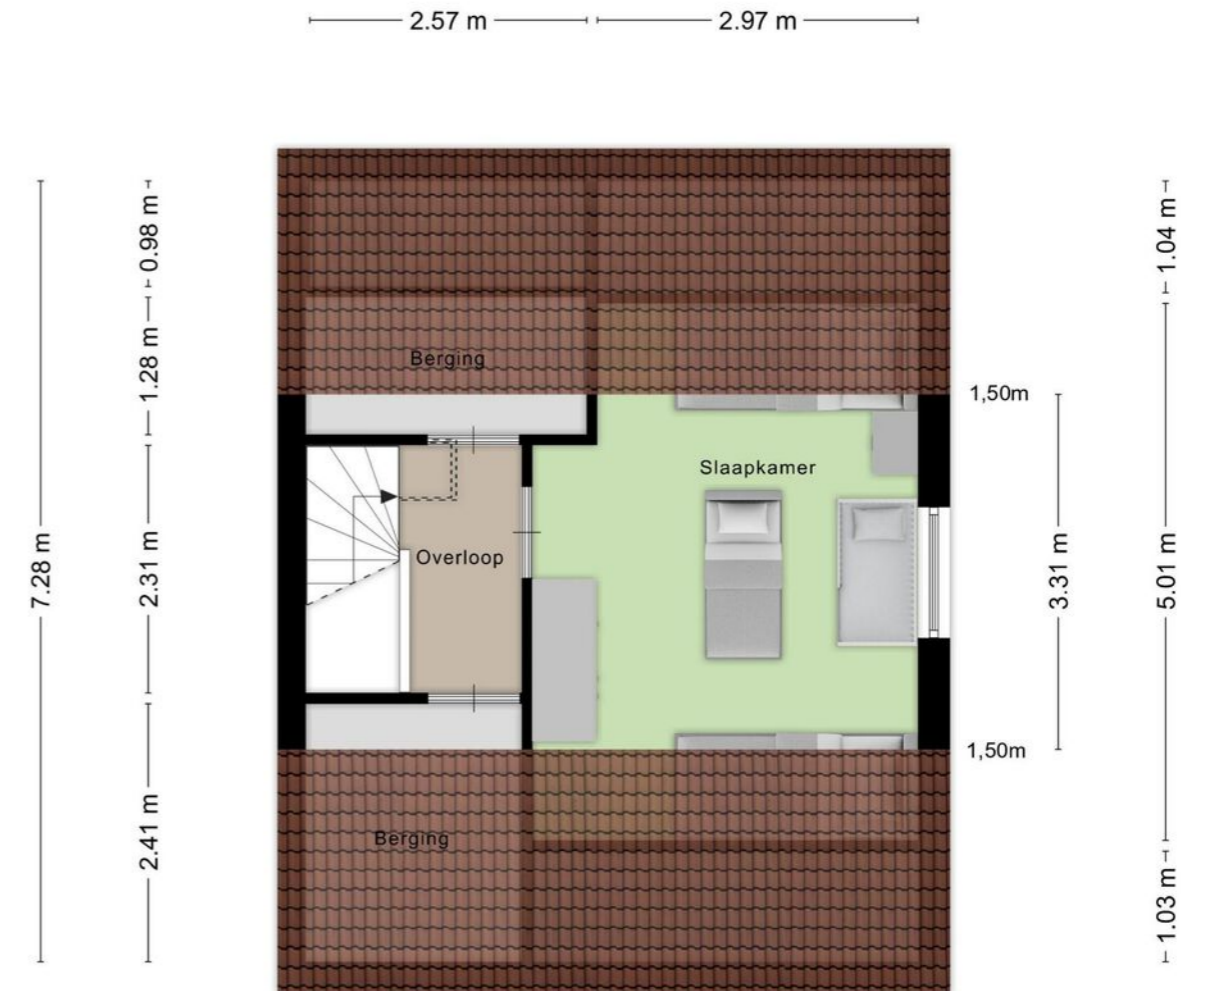 2.57 m
2.97 m
0.98 m
1.04 m
1.28 m
Berging
1,50m
Slaapkamer
7.28 m
2.31 m
Overloop
3.31 m
5.01 m
1,50m
2.41 m
Berging
1.03 m